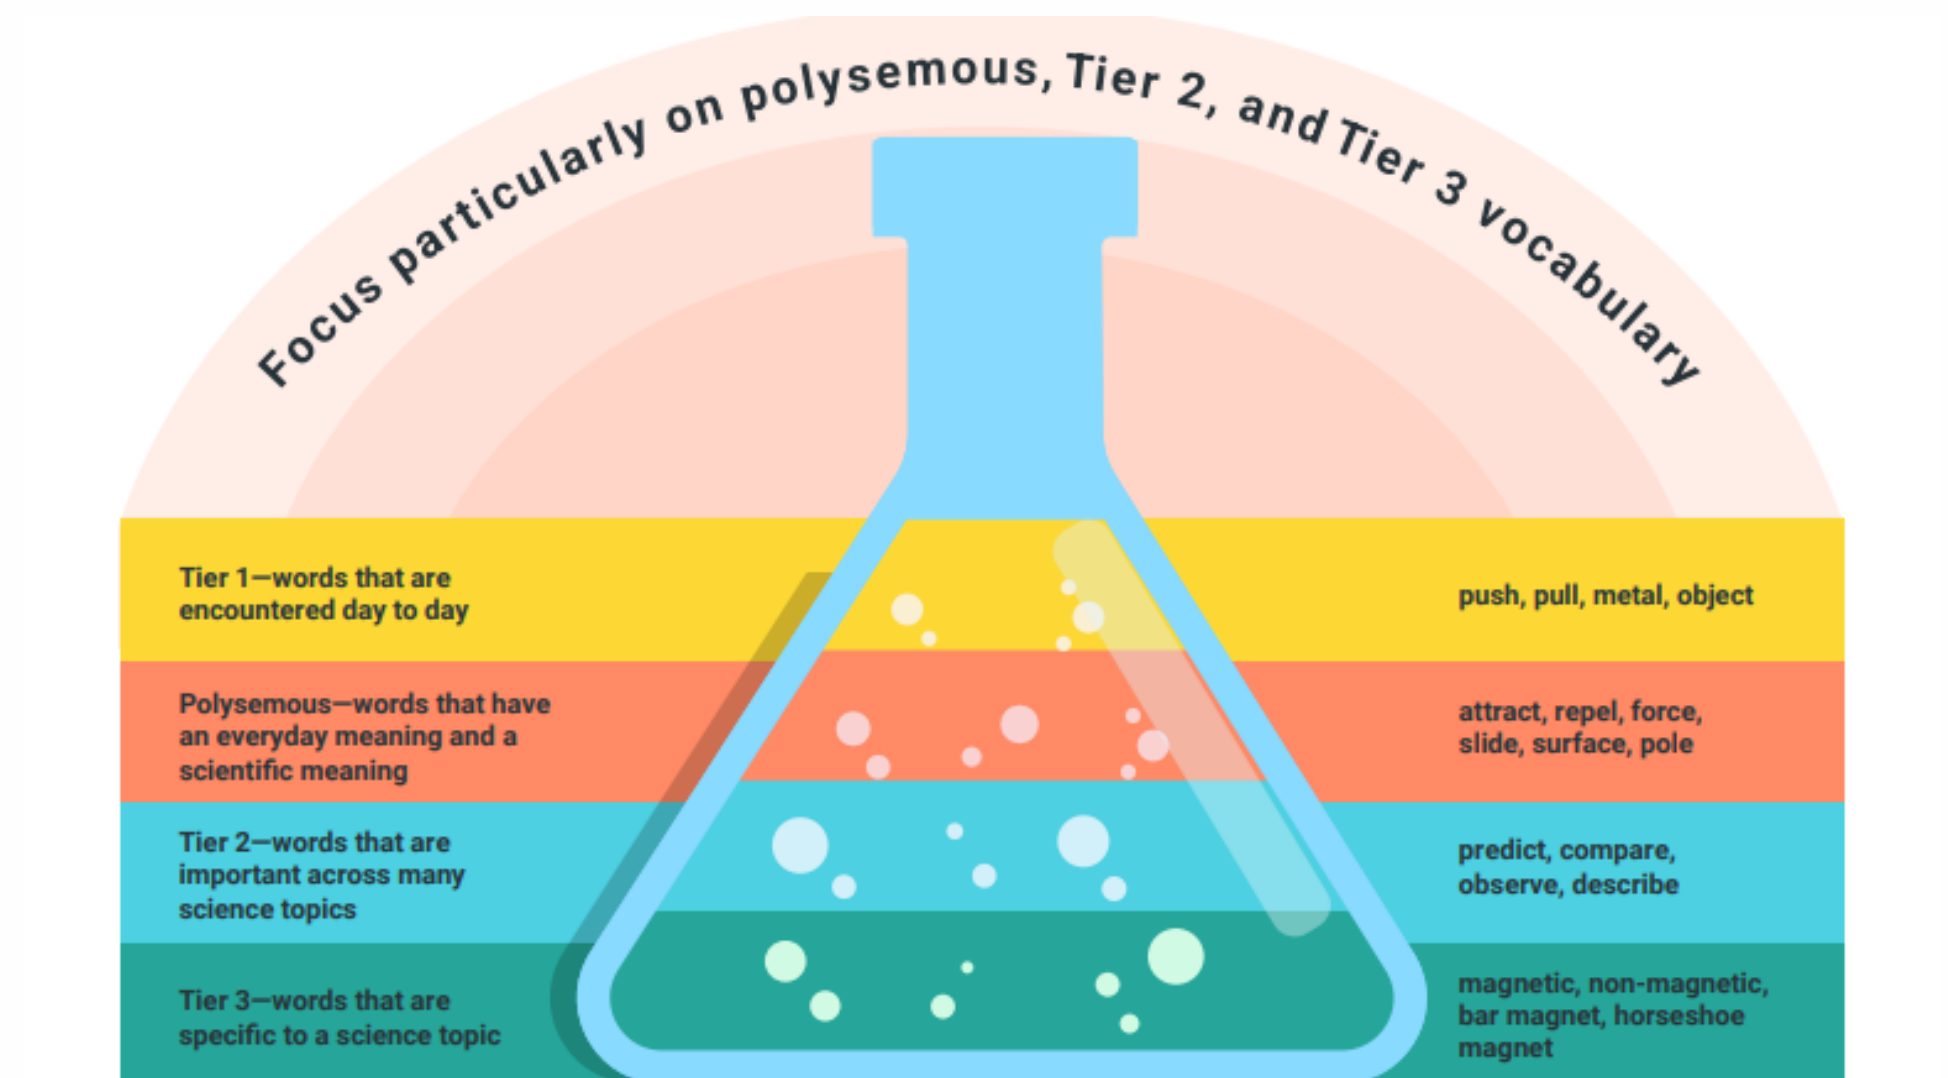 Focus particularly on polysemous, Tier 2, and Tier 3 vocabulary
Tier 1—words that are
encountered day to day
push, pull, metal, object
Polysemous—words that have
an everyday meaning and a
scientific meaning
attract, repel, force,
slide, surface, pole
Tier 2—words that are
important across many
science topics
predict, compare,
observe, describe
Tier 3—words that are
specific to a science topic
magnetic, non-magnetic,
bar magnet, horseshoe
magnet